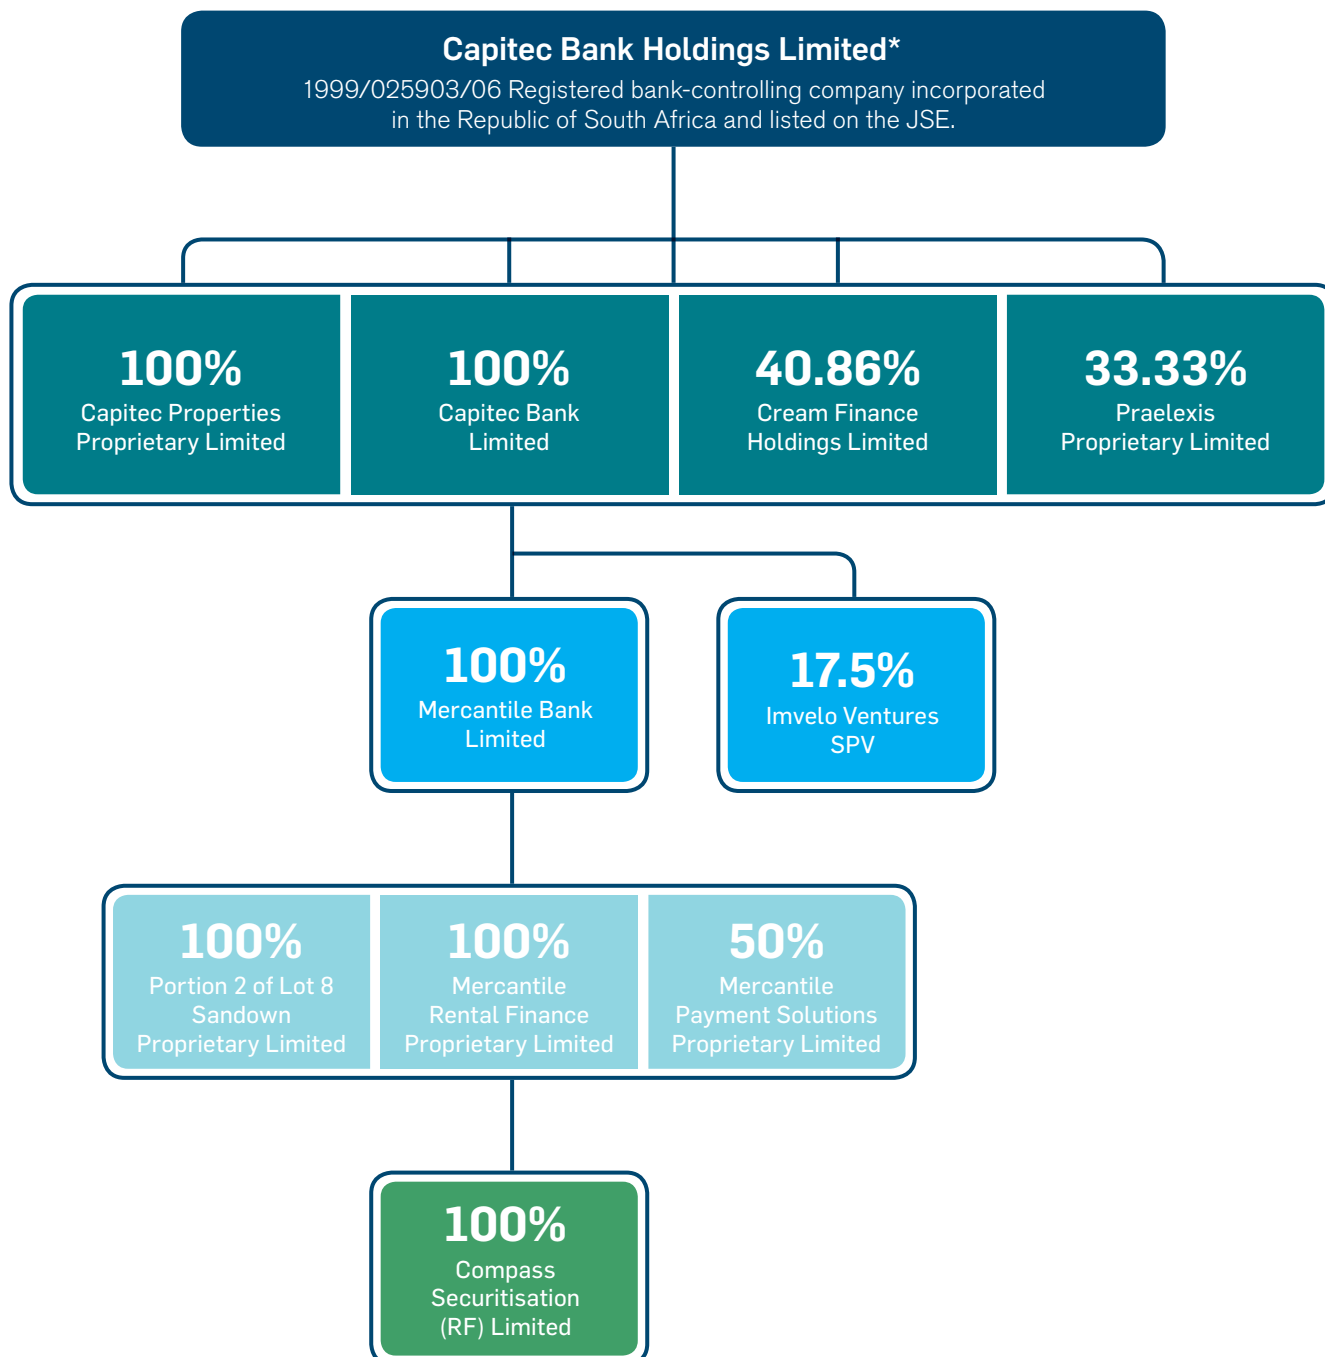 Capitec Bank Holdings Limited*
1999/025903/06 Registered bank-controlling company incorporated
in the Republic of South Africa and listed on the JSE.
100%
Capitec Properties
Proprietary Limited
100%
Capitec Bank
Limited
40.86%
Cream Finance
Holdings Limited
33.33%
Praelexis
Proprietary Limited
100%
Mercantile Bank
Limited
17.5%
Imvelo Ventures
SPV
100%
Portion 2 of Lot 8
Sandown
Proprietary Limited
100%
Mercantile
Rental Finance
Proprietary Limited
50%
Mercantile
Payment Solutions
Proprietary Limited
100%
Compass
Securitisation
(RF) Limited